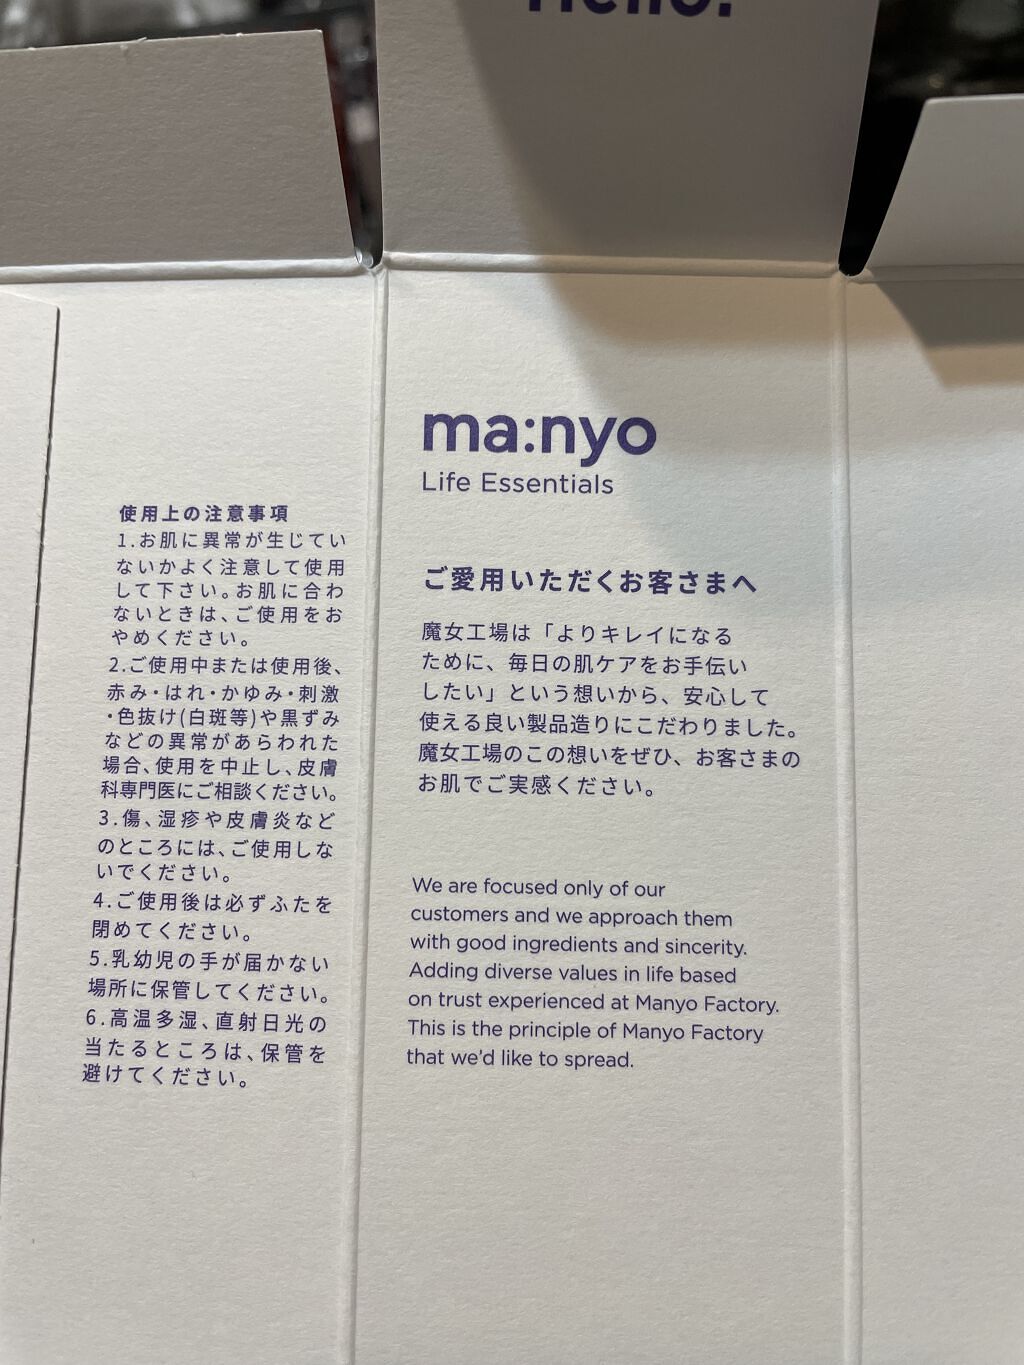 Hello.
ma:nyo
Life Essentials
使用上の注意事項
1.お肌に異常が生じてい
ないかよく注意して使用
して下さい。お肌に合わ
ないときは、ご使用をお
やめください。
2.ご使用中または使用後、
赤み・はれ・かゆみ・刺激
・色抜け(白斑等)や黒ずみ
などの異常があらわれた
場合、使用を中止し、皮膚
科専門医にご相談ください。
3.傷、湿疹や皮膚炎など
のところには、ご使用しな
いでください。
4.ご使用後は必ずふたを
閉めてください。
5.乳幼児の手が届かない
場所に保管してください。
6.高温多湿、直射日光の
当たるところは、保管を
避けてください。
ご愛用いただくお客さまへ
魔女工場は「よりキレイになる
ために、毎日の肌ケアをお手伝い
したい」という想いから、安心して
使える良い製品造りにこだわりました。
魔女工場のこの想いをぜひ、お客さまの
お肌でご実感ください。
We are focused only of our
customers and we approach them
with good ingredients and sincerity.
Adding diverse values in life based
on trust experienced at Manyo Factory.
This is the principle of Manyo Factory
that we'd like to spread.